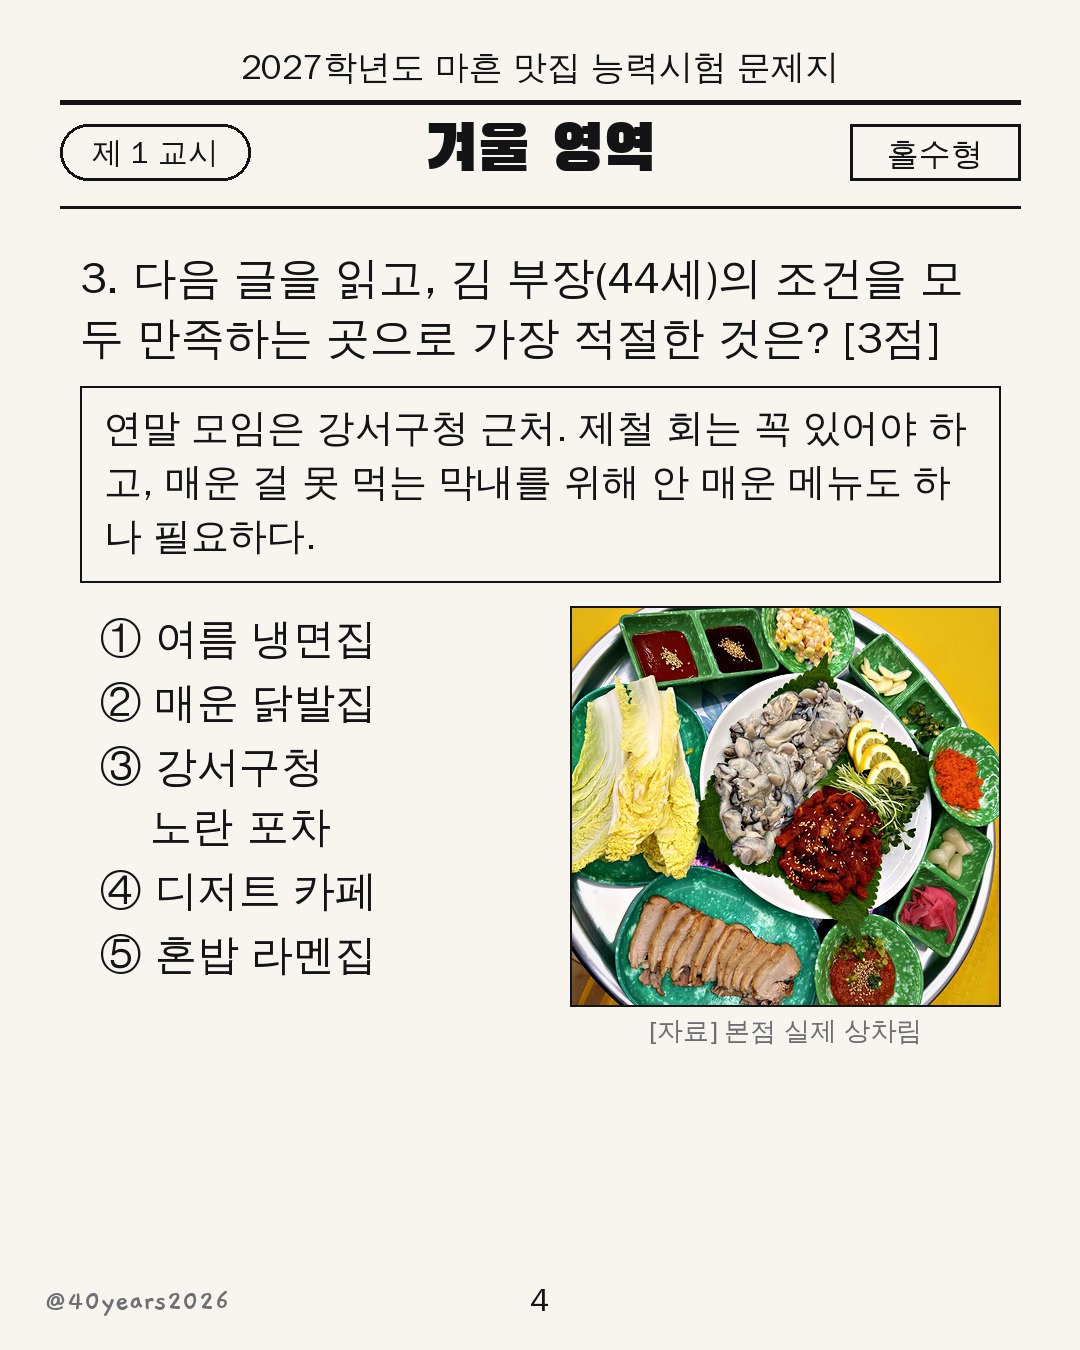 2027학년도 마흔 맛집 능력시험 문제지
제 1 교시
겨울 영역
홀수형
3. 다음 글을 읽고, 김 부장(44세)의 조건을 모
두 만족하는 곳으로 가장 적절한 것은? [3점]
연말 모임은 강서구청 근처. 제철 회는 꼭 있어야 하
고, 매운 걸 못 먹는 막내를 위해 안 매운 메뉴도 하
나 필요하다.
① 여름 냉면집
② 매운 닭발집
③ 강서구청
노란 포차
④ 디저트 카페
⑤ 혼밥 라멘집
[자료] 본점 실제 상차림
@40years2026
4